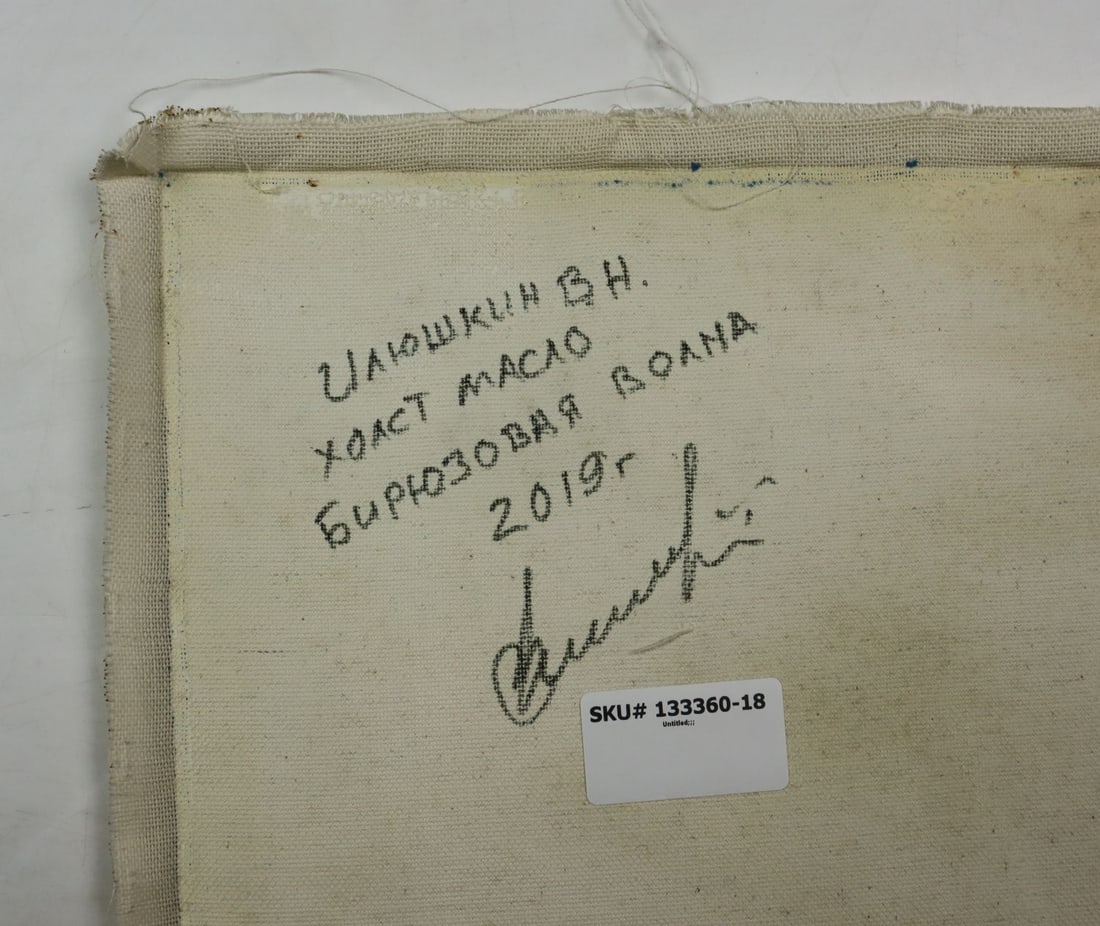 Илюшкин В Н.
холст масло
Бирюзовая волна
2019г
SKU# 133360-18
Untitled;;;